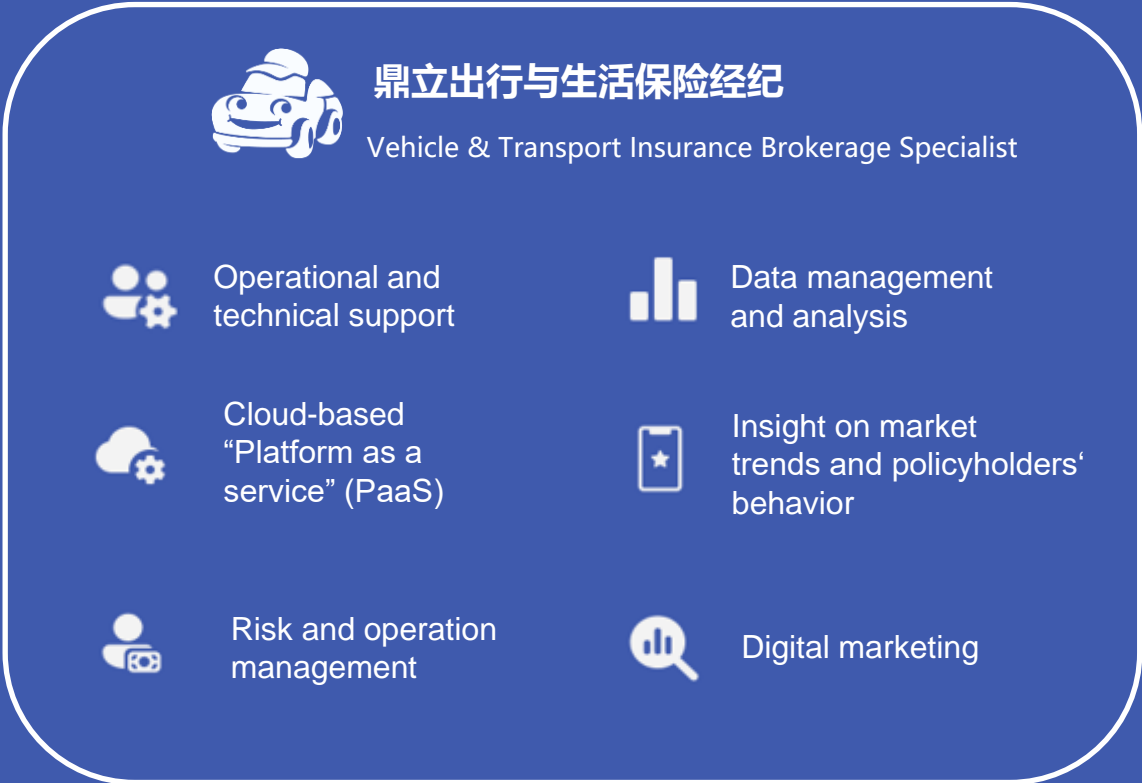 鼎立出行与生活保险经纪
Vehicle & Transport Insurance Brokerage Specialist
Operational and
technical support
Data management
and analysis
Cloud-based
“Platform as a
service” (PaaS)
Insight on market
trends and policyholders‘
behavior
Risk and operation
management
Digital marketing